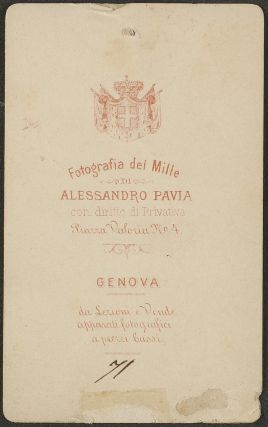 Fotografia dei Mille
DI
ALESSANDRO PAVIA
con diritto di Privativa
Piazza Valoria No. 4.
GENOVA
da Lezioni e Vende
apparati fotografici
a prezzi bassi.
71